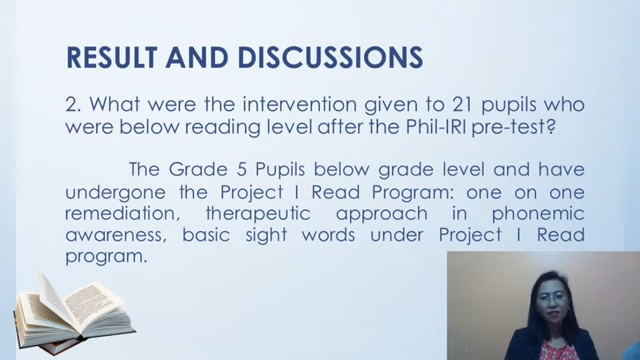 RESULT AND DISCUSSIONS
2. What were the intervention given to 21 pupils who
were below reading level after the Phil-IRI pre-test?
The Grade 5 Pupils below grade level and have
undergone the Project I Read Program: one on one
remediation, therapeutic approach in phonemic
awareness, basic sight words under Project I Read
program.